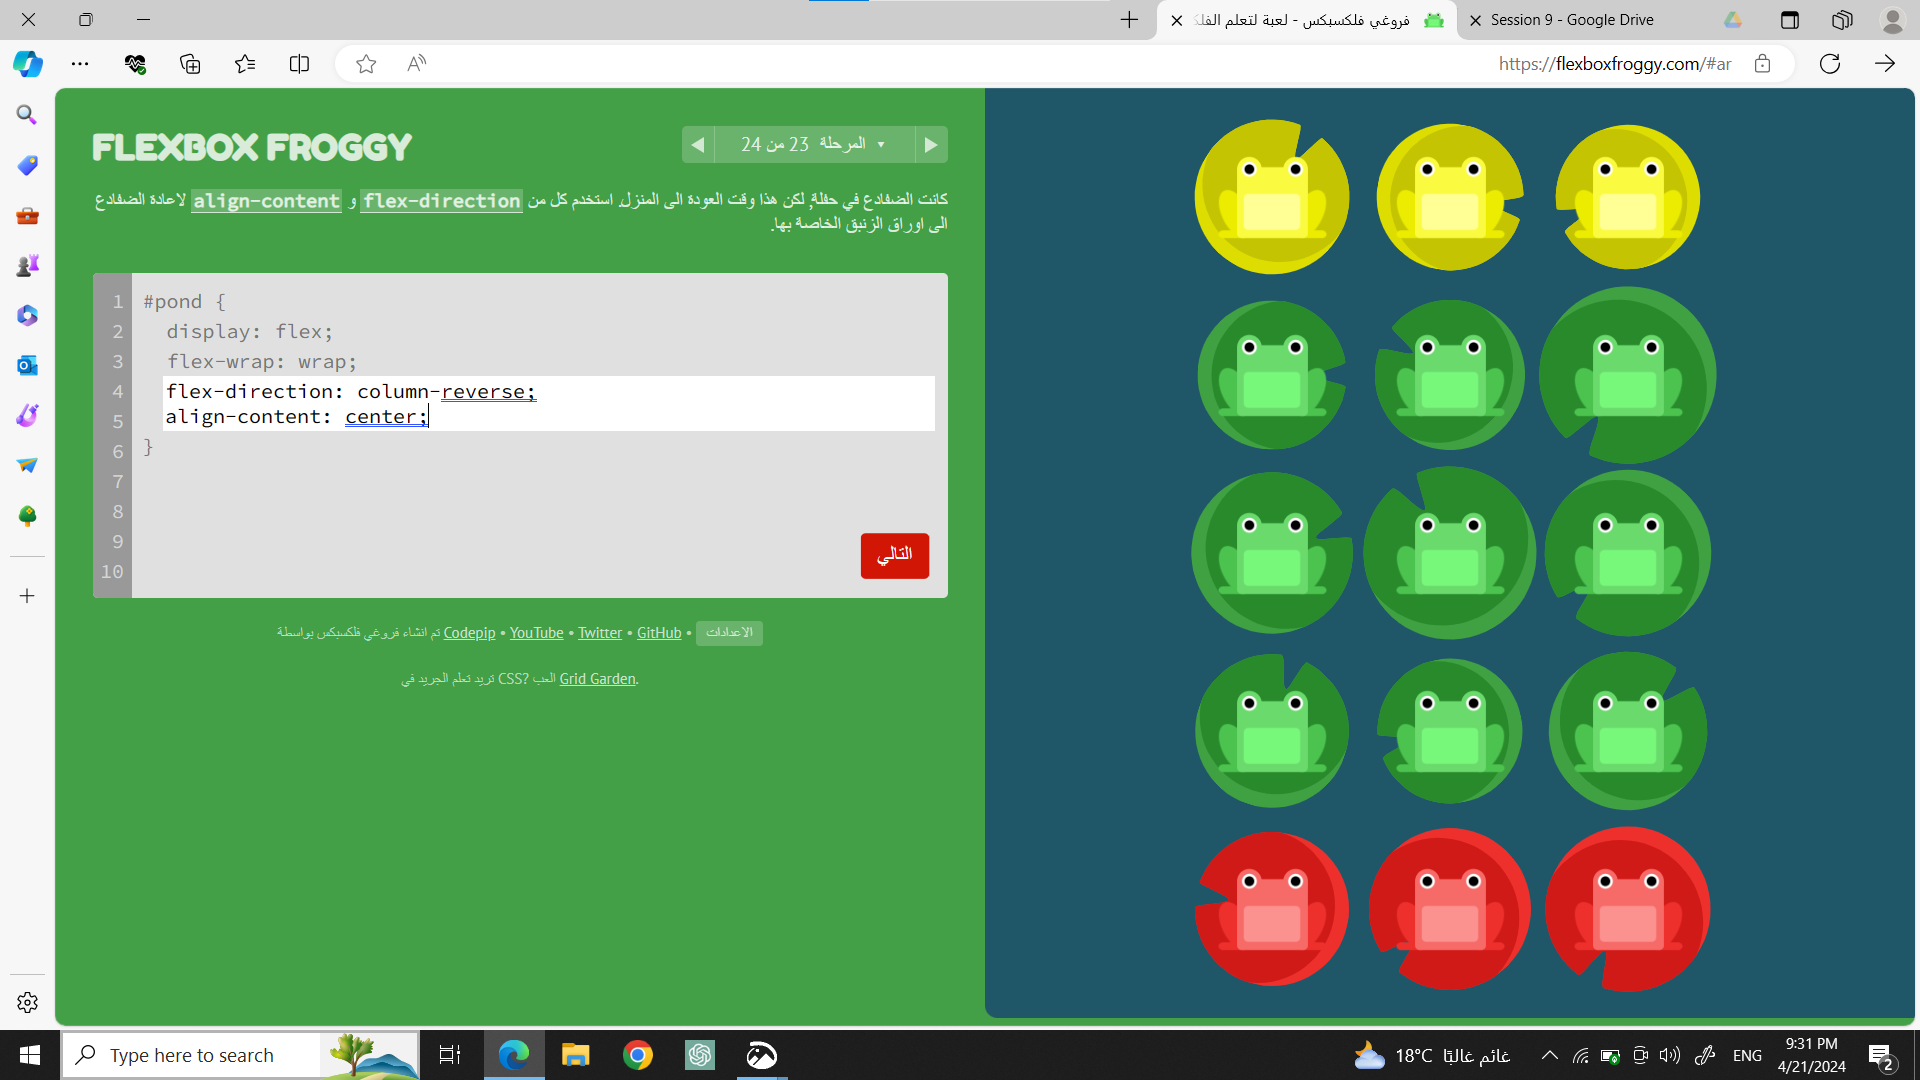 فروغي فلكسبكس - لعبة لتعلم الفلك
Session 9 - Google Drive
https://flexboxfroggy.com/#ar
FLEXBOX FROGGY
المرحلة 23 من 24
كانت الضفادع في حفلة, لكن هذا وقت العودة الى المنزل. استخدم كل من flex-direction و align-content لاعادة الضفادع
الى اوراق الزنبق الخاصة بها.
1 #pond {
2 display: flex;
3 flex-wrap: wrap;
4 flex-direction: column-reverse;
5 align-content: center;
6 }
7
8
9
10
التالي
تم انشاء فروغي فلكسبكس بواسطة Codepip • YouTube • Twitter • GitHub • الاعدادات
تريد تعلم الجريد في CSS? العب Grid Garden.
Type here to search
18°C غائم غالبًا
ENG
9:31 PM
4/21/2024
2